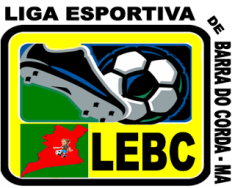 LIGA ESPORTIVA
DE
BARRA DO CORDA - MA
LEBC